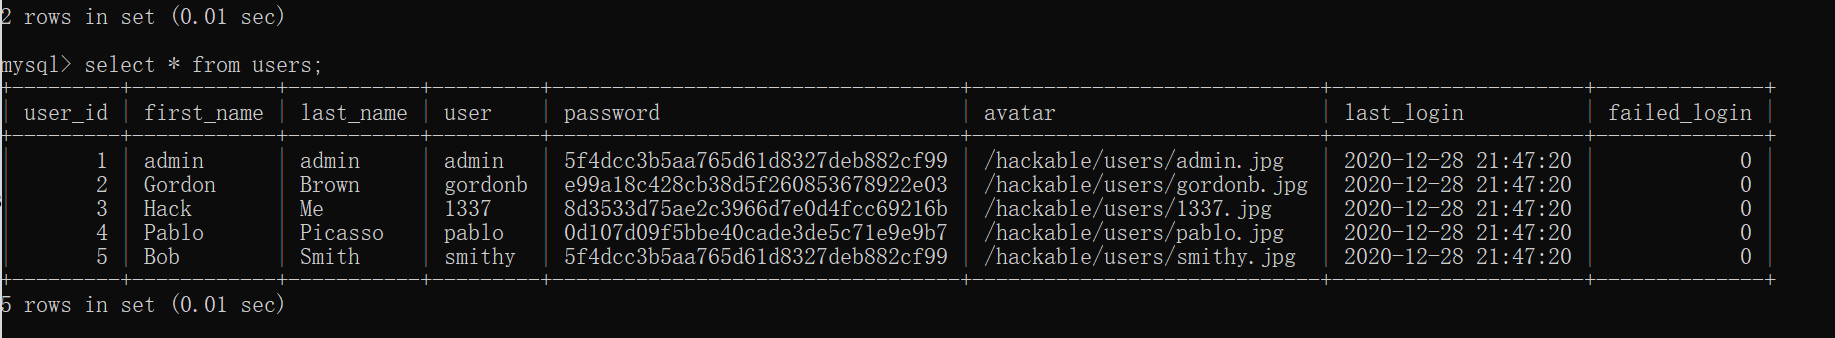 2 rows in set (0.01 sec)
mysql> select * from users;
+---------+------------+-----------+---------+----------------------------------+-----------------------------+---------------------+--------------+
| user_id | first_name | last_name | user | password | avatar | last_login | failed_login |
+---------+------------+-----------+---------+----------------------------------+-----------------------------+---------------------+--------------+
| 1 | admin | admin | admin | 5f4dcc3b5aa765d61d8327deb882cf99 | /hackable/users/admin.jpg | 2020-12-28 21:47:20 | 0 |
| 2 | Gordon | Brown | gordonb | e99a18c428cb38d5f260853678922e03 | /hackable/users/gordonb.jpg | 2020-12-28 21:47:20 | 0 |
| 3 | Hack | Me | 1337 | 8d3533d75ae2c3966d7e0d4fcc69216b | /hackable/users/1337.jpg | 2020-12-28 21:47:20 | 0 |
| 4 | Pablo | Picasso | pablo | 0d107d09f5bbe40cade3de5c71e9e9b7 | /hackable/users/pablo.jpg | 2020-12-28 21:47:20 | 0 |
| 5 | Bob | Smith | smithy | 5f4dcc3b5aa765d61d8327deb882cf99 | /hackable/users/smithy.jpg | 2020-12-28 21:47:20 | 0 |
+---------+------------+-----------+---------+----------------------------------+-----------------------------+---------------------+--------------+
5 rows in set (0.01 sec)